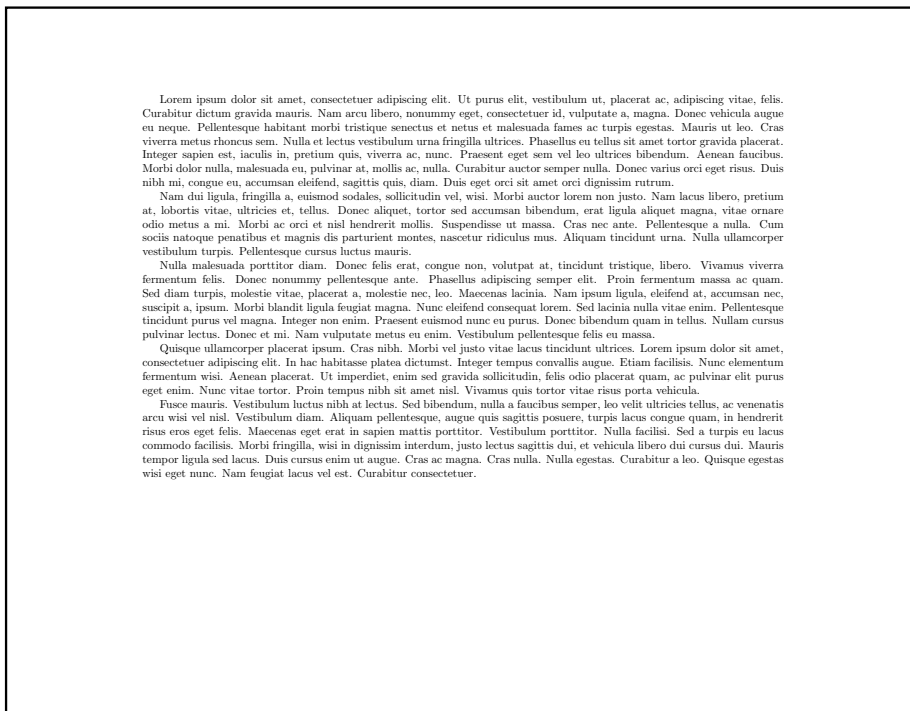 Lorem ipsum dolor sit amet, consectetuer adipiscing elit. Ut purus elit, vestibulum ut, placerat ac, adipiscing vitae, felis.
Curabitur dictum gravida mauris. Nam arcu libero, nonummy eget, consectetuer id, vulputate a, magna. Donec vehicula augue
eu neque. Pellentesque habitant morbi tristique senectus et netus et malesuada fames ac turpis egestas. Mauris ut leo. Cras
viverra metus rhoncus sem. Nulla et lectus vestibulum urna fringilla ultrices. Phasellus eu tellus sit amet tortor gravida placerat.
Integer sapien est, iaculis in, pretium quis, viverra ac, nunc. Praesent eget sem vel leo ultrices bibendum. Aenean faucibus.
Morbi dolor nulla, malesuada eu, pulvinar at, mollis ac, nulla. Curabitur auctor semper nulla. Donec varius orci eget risus. Duis
nibh mi, congue eu, accumsan eleifend, sagittis quis, diam. Duis eget orci sit amet orci dignissim rutrum.
Nam dui ligula, fringilla a, euismod sodales, sollicitudin vel, wisi. Morbi auctor lorem non justo. Nam lacus libero, pretium
at, lobortis vitae, ultricies et, tellus. Donec aliquet, tortor sed accumsan bibendum, erat ligula aliquet magna, vitae ornare
odio metus a mi. Morbi ac orci et nisl hendrerit mollis. Suspendisse ut massa. Cras nec ante. Pellentesque a nulla. Cum
sociis natoque penatibus et magnis dis parturient montes, nascetur ridiculus mus. Aliquam tincidunt urna. Nulla ullamcorper
vestibulum turpis. Pellentesque cursus luctus mauris.
Nulla malesuada porttitor diam. Donec felis erat, congue non, volutpat at, tincidunt tristique, libero. Vivamus viverra
fermentum felis. Donec nonummy pellentesque ante. Phasellus adipiscing semper elit. Proin fermentum massa ac quam.
Sed diam turpis, molestie vitae, placerat a, molestie nec, leo. Maecenas lacinia. Nam ipsum ligula, eleifend at, accumsan nec,
suscipit a, ipsum. Morbi blandit ligula feugiat magna. Nunc eleifend consequat lorem. Sed lacinia nulla vitae enim. Pellentesque
tincidunt purus vel magna. Integer non enim. Praesent euismod nunc eu purus. Donec bibendum quam in tellus. Nullam cursus
pulvinar lectus. Donec et mi. Nam vulputate metus eu enim. Vestibulum pellentesque felis eu massa.
Quisque ullamcorper placerat ipsum. Cras nibh. Morbi vel justo vitae lacus tincidunt ultrices. Lorem ipsum dolor sit amet,
consectetuer adipiscing elit. In hac habitasse platea dictumst. Integer tempus convallis augue. Etiam facilisis. Nunc elementum
fermentum wisi. Aenean placerat. Ut imperdiet, enim sed gravida sollicitudin, felis odio placerat quam, ac pulvinar elit purus
eget enim. Nunc vitae tortor. Proin tempus nibh sit amet nisl. Vivamus quis tortor vitae risus porta vehicula.
Fusce mauris. Vestibulum luctus nibh at lectus. Sed bibendum, nulla a faucibus semper, leo velit ultricies tellus, ac venenatis
arcu wisi vel nisl. Vestibulum diam. Aliquam pellentesque, augue quis sagittis posuere, turpis lacus congue quam, in hendrerit
risus eros eget felis. Maecenas eget erat in sapien mattis porttitor. Vestibulum porttitor. Nulla facilisi. Sed a turpis eu lacus
commodo facilisis. Morbi fringilla, wisi in dignissim interdum, justo lectus sagittis dui, et vehicula libero dui cursus dui. Mauris
tempor ligula sed lacus. Duis cursus enim ut augue. Cras ac magna. Cras nulla. Nulla egestas. Curabitur a leo. Quisque egestas
wisi eget nunc. Nam feugiat lacus vel est. Curabitur consectetuer.